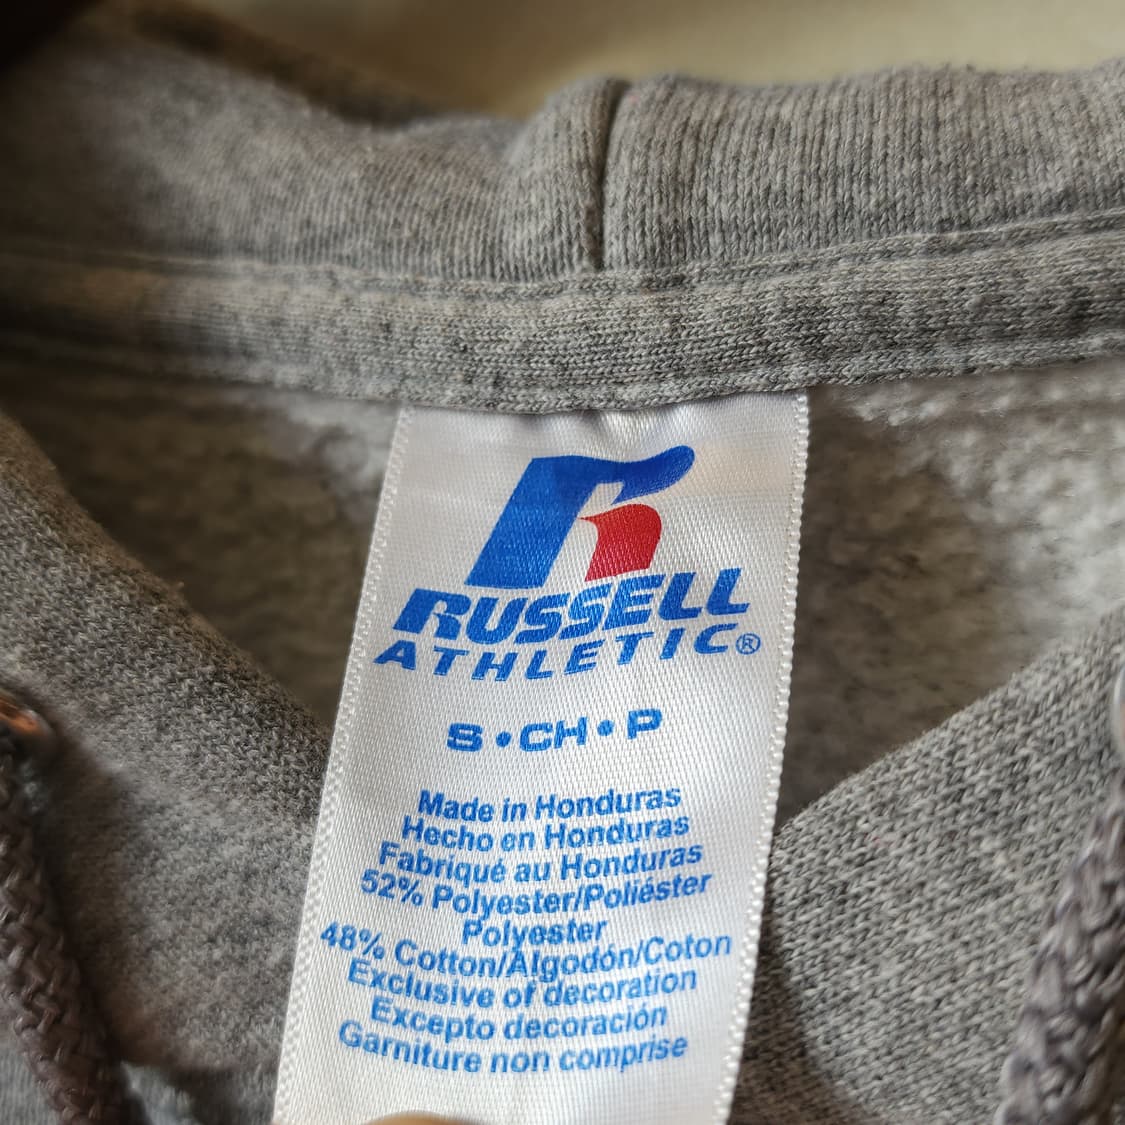 RUSSELL
ATHLETIC®
S•CH•P
Made in Honduras
Hecho en Honduras
Fabriqué au Honduras
52% Polyester/Poliéster
Polyester
48% Cotton/Algodón/Coton
Exclusive of decoration
Excepto decoración
Garniture non comprise